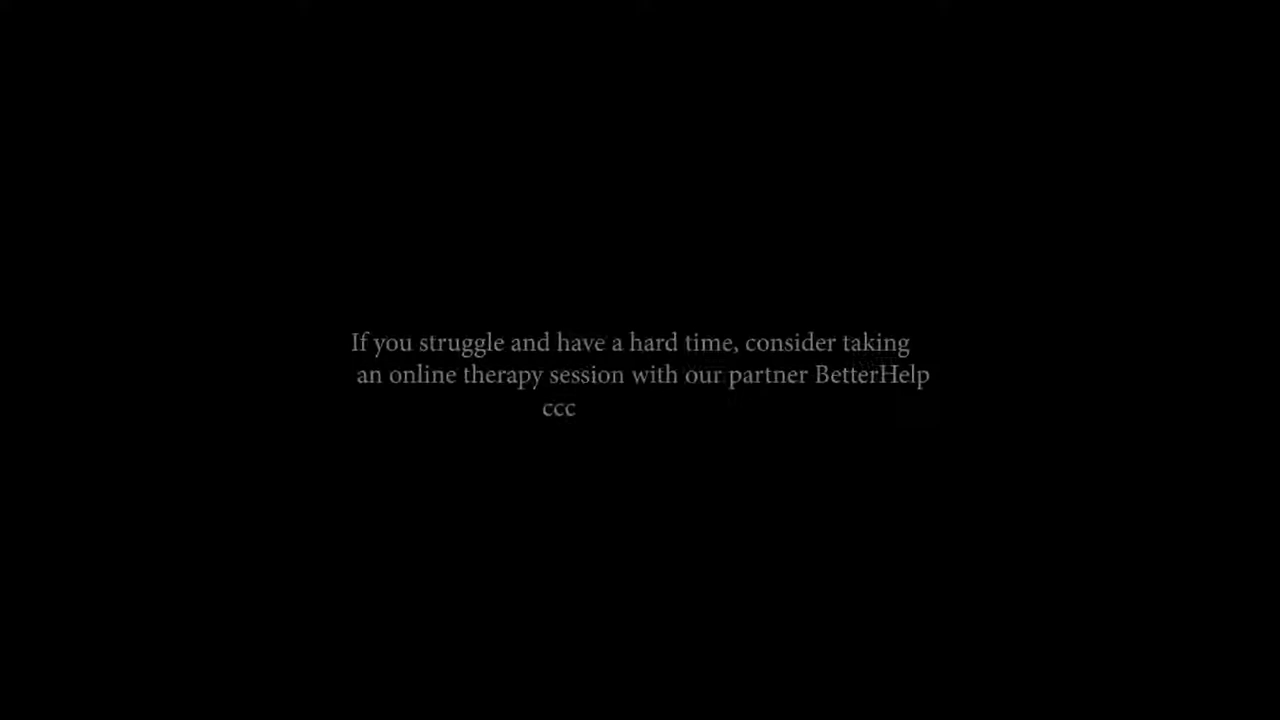 If you struggle and have a hard time, consider taking
an online therapy session with our partner BetterHelp
ccc